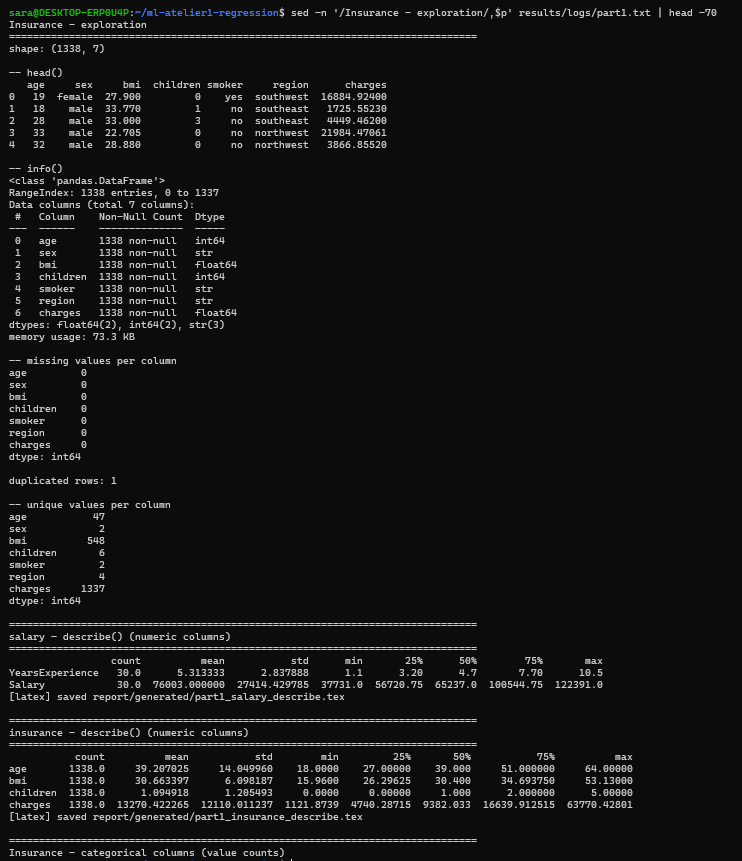 sara@DESKTOP-ERP0U4P:~/ml-atelier1-regression$ sed -n '/Insurance - exploration/,$p' results/logs/part1.txt | head -70
Insurance - exploration
==============================================================================
shape: (1338, 7)
-- head()
   age     sex     bmi  children smoker     region      charges
0   19  female  27.900         0    yes  southwest  16884.92400
1   18    male  33.770         1     no  southeast   1725.55230
2   28    male  33.000         3     no  southeast   4449.46200
3   33    male  22.705         0     no  northwest  21984.47061
4   32    male  28.880         0     no  northwest   3866.85520
-- info()
<class 'pandas.DataFrame'>
RangeIndex: 1338 entries, 0 to 1337
Data columns (total 7 columns):
 #   Column    Non-Null Count  Dtype
---  ------    --------------  -----
 0   age       1338 non-null   int64
 1   sex       1338 non-null   str
 2   bmi       1338 non-null   float64
 3   children  1338 non-null   int64
 4   smoker    1338 non-null   str
 5   region    1338 non-null   str
 6   charges   1338 non-null   float64
dtypes: float64(2), int64(2), str(3)
memory usage: 73.3 KB
-- missing values per column
age         0
sex         0
bmi         0
children    0
smoker      0
region      0
charges     0
dtype: int64
duplicated rows: 1
-- unique values per column
age           47
sex            2
bmi          548
children       6
smoker         2
region         4
charges     1337
dtype: int64
==============================================================================
salary - describe() (numeric columns)
==============================================================================
                 count          mean           std      min       25%      50%        75%       max
YearsExperience   30.0      5.313333      2.837888      1.1      3.20      4.7       7.70      10.5
Salary            30.0  76003.000000  27414.429785  37731.0  56720.75  65237.0  100544.75  122391.0
[latex] saved report/generated/part1_salary_describe.tex
==============================================================================
insurance - describe() (numeric columns)
==============================================================================
           count          mean           std        min         25%       50%           75%          max
age       1338.0     39.207025     14.049960    18.0000    27.00000    39.000     51.000000     64.00000
bmi       1338.0     30.663397      6.098187    15.9600    26.29625    30.400     34.693750     53.13000
children  1338.0      1.094918      1.205493     0.0000     0.00000     1.000      2.000000      5.00000
charges   1338.0  13270.422265  12110.011237  1121.8739  4740.28715  9382.033  16639.912515  63770.42801
[latex] saved report/generated/part1_insurance_describe.tex
==============================================================================
Insurance - categorical columns (value counts)